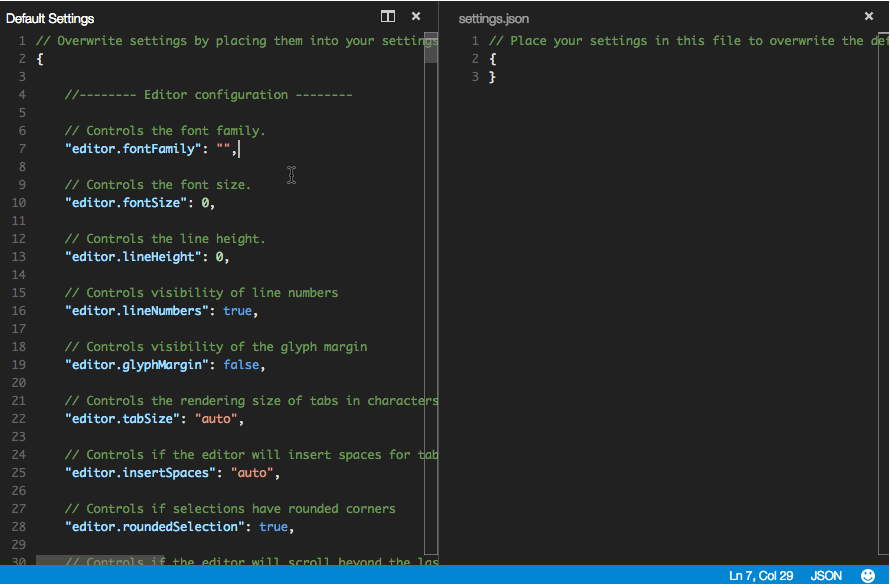 Default Settings
1 // Overwrite settings by placing them into your settings
2 {
3
4 //-------- Editor configuration --------
5
6 // Controls the font family.
7 "editor.fontFamily": "",
8
9 // Controls the font size.
10 "editor.fontSize": 0,
11
12 // Controls the line height.
13 "editor.lineHeight": 0,
14
15 // Controls visibility of line numbers
16 "editor.lineNumbers": true,
17
18 // Controls visibility of the glyph margin
19 "editor.glyphMargin": false,
20
21 // Controls the rendering size of tabs in characters
22 "editor.tabSize": "auto",
23
24 // Controls if the editor will insert spaces for tab
25 "editor.insertSpaces": "auto",
26
27 // Controls if selections have rounded corners
28 "editor.roundedSelection": true,
29
30 // Controls if the editor will scroll beyond the las
settings.json
1 // Place your settings in this file to overwrite the def
2 {
3 }
Ln 7, Col 29 JSON